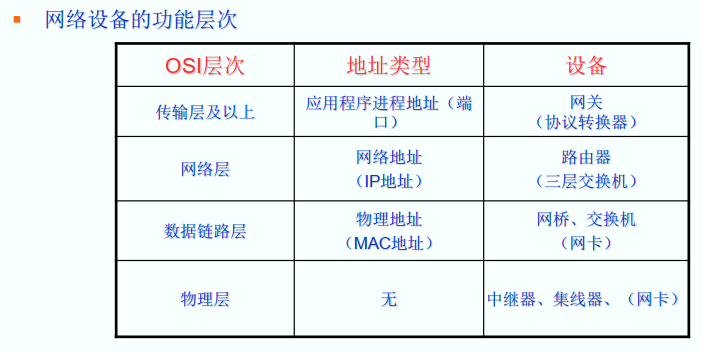 网络设备的功能层次
OSI层次 地址类型 设备
传输层及以上 应用程序进程地址（端口） 网关
（协议转换器）
网络层 网络地址
（IP地址） 路由器
（三层交换机）
数据链路层 物理地址
（MAC地址） 网桥、交换机
（网卡）
物理层 无 中继器、集线器、（网卡）